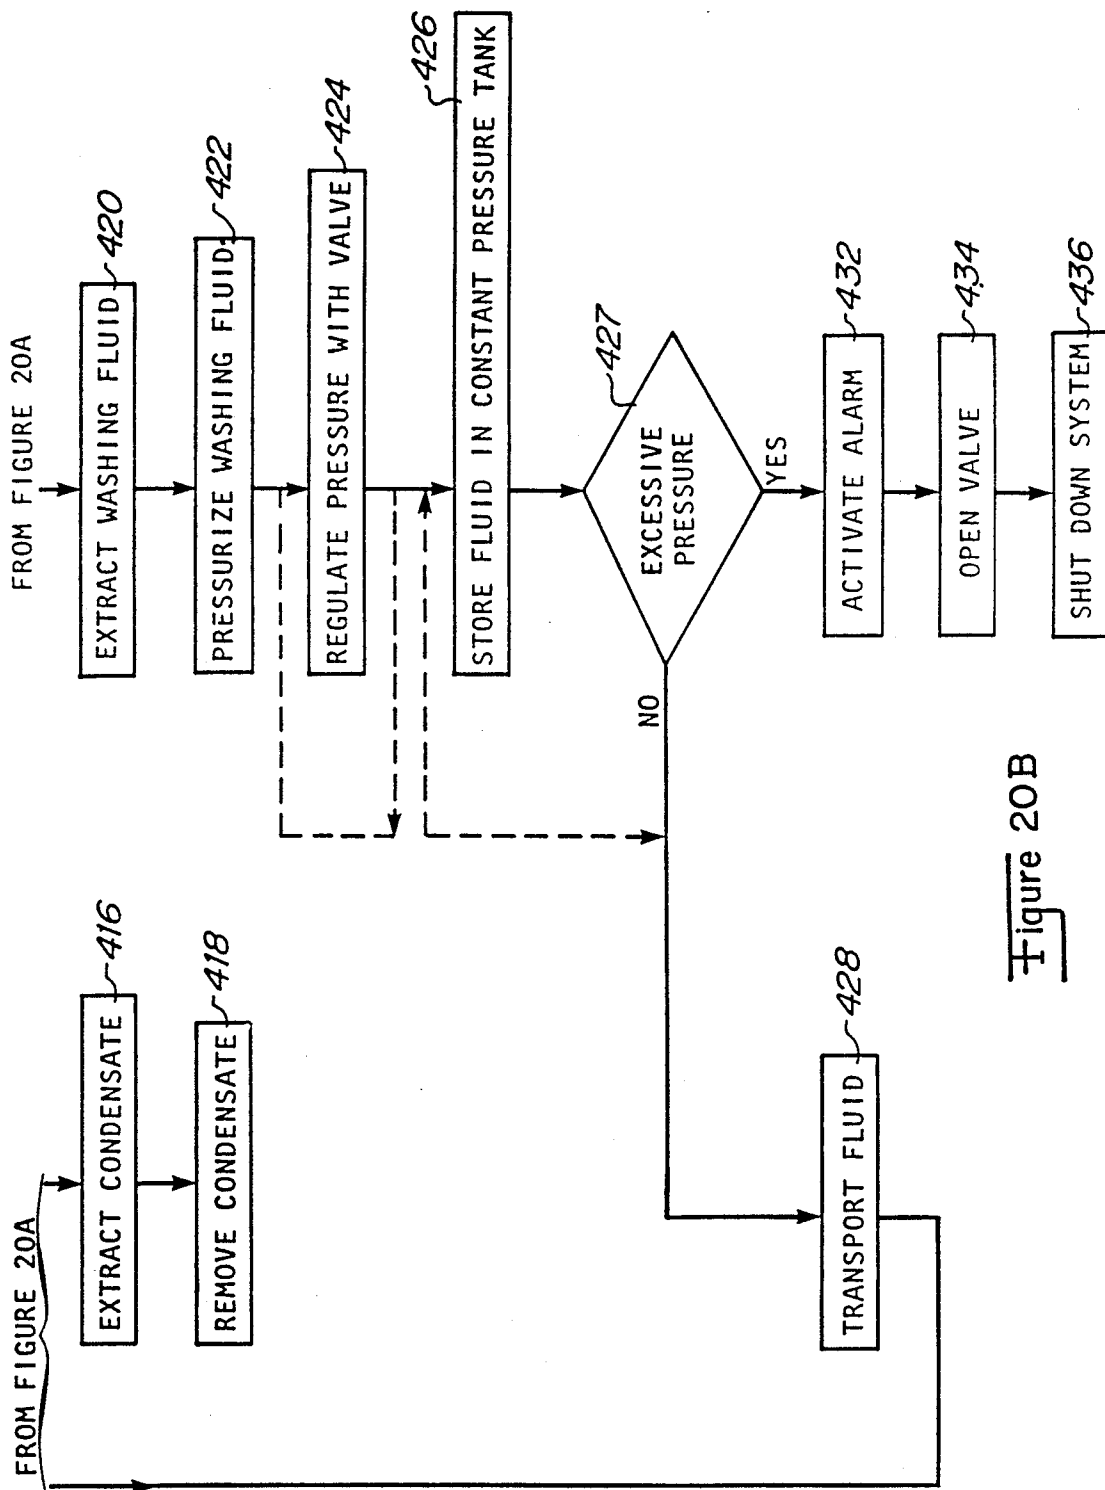 FROM FIGURE 20A
EXTRACT CONDENSATE
416
REMOVE CONDENSATE
418
FROM FIGURE 20A
EXTRACT WASHING FLUID
420
PRESSURIZE WASHING FLUID
422
REGULATE PRESSURE WITH VALVE
424
STORE FLUID IN CONSTANT PRESSURE TANK
426
EXCESSIVE
PRESSURE
427
NO
YES
TRANSPORT FLUID
428
ACTIVATE ALARM
432
OPEN VALVE
434
SHUT DOWN SYSTEM
436
Figure 20B